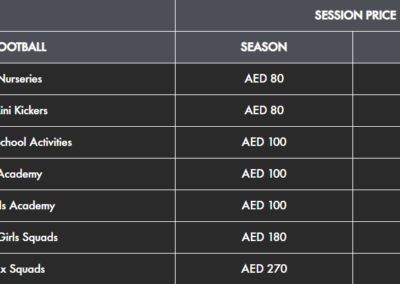 SESSION PRICE
OOTBALL SEASON
Nurseries AED 80
ini Kickers AED 80
chool Activities AED 100
Academy AED 100
ls Academy AED 100
Girls Squads AED 180
x Squads AED 270